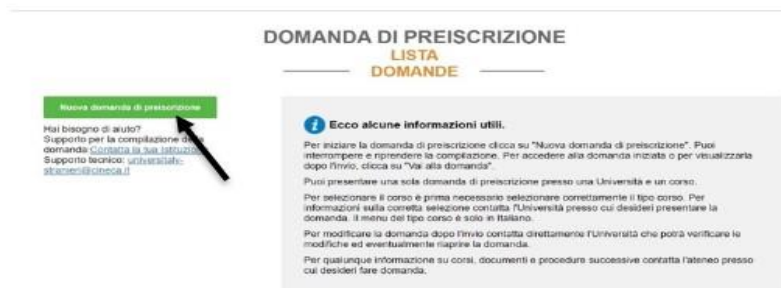 DOMANDA DI PREISCRIZIONE
LISTA
DOMANDE
Nuova domanda di preiscrizione
Hai bisogno di aiuto?
Supporto per la compilazione della
domanda Contatta la tua istituzione
Supporto tecnico: universitaly-
stranieri@cineca.it
Ecco alcune informazioni utili.
Per iniziare la domanda di preiscrizione clicca su "Nuova domanda di preiscrizione". Puoi
interrompere e riprendere la compilazione. Per accedere alla domanda iniziata o per visualizzarla
dopo l'invio, clicca su "Vai alla domanda".
Puoi presentare una sola domanda di preiscrizione presso una Università e un corso.
Per selezionare il corso è prima necessario selezionare correttamente il tipo corso. Per
informazioni sulla corretta selezione contatta l'Università presso cui desideri presentare la
domanda. Il menu del tipo corso è solo in Italiano.
Per modificare la domanda dopo l'invio contatta direttamente l'Università che potrà verificare le
modifiche ed eventualmente riaprire la domanda.
Per qualunque informazione su corsi, documenti e procedure successive contatta l'ateneo presso
cui desideri fare domanda.